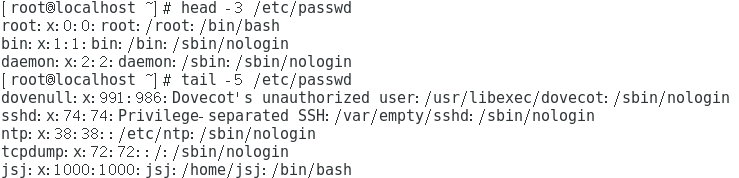 [root@localhost ~]# head -3 /etc/passwd
root:x:0:0:root:/root:/bin/bash
bin:x:1:1:bin:/bin:/sbin/nologin
daemon:x:2:2:daemon:/sbin:/sbin/nologin
[root@localhost ~]# tail -5 /etc/passwd
dovenull:x:991:986:Dovecot's unauthorized user:/usr/libexec/dovecot:/sbin/nologin
sshd:x:74:74:Privilege-separated SSH:/var/empty/sshd:/sbin/nologin
ntp:x:38:38::/etc/ntp:/sbin/nologin
tcpdump:x:72:72::/:/sbin/nologin
jsj:x:1000:1000:jsj:/home/jsj:/bin/bash